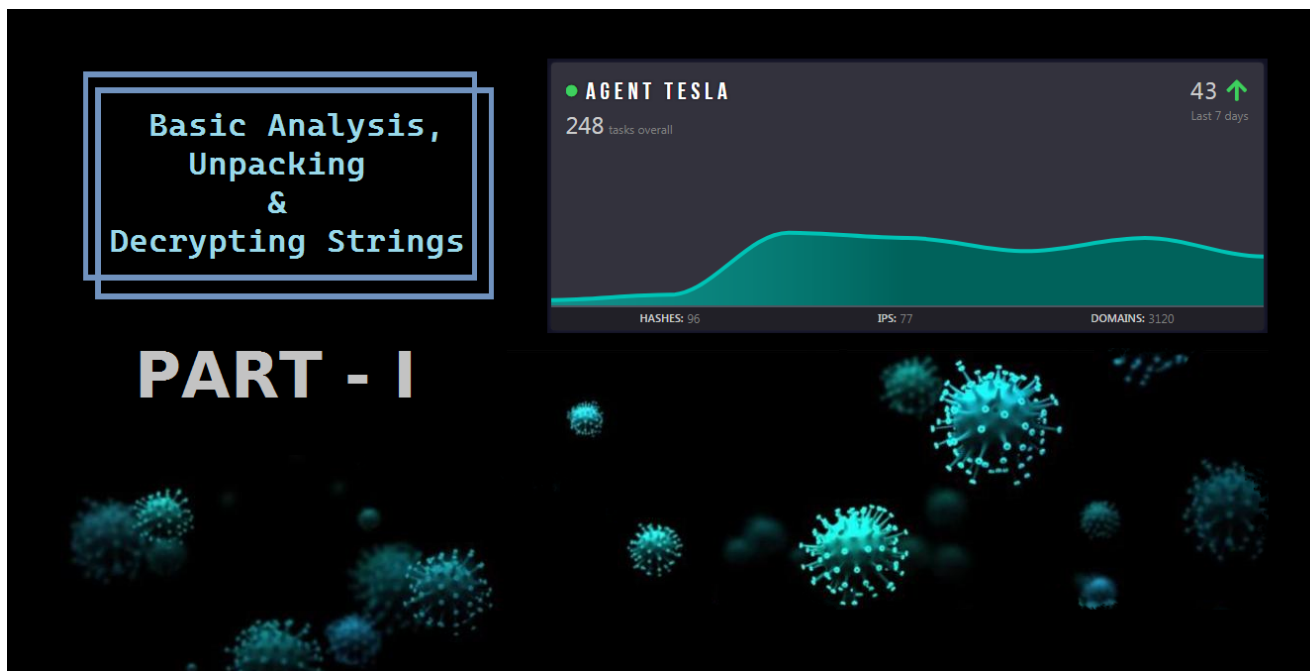 Basic Analysis,
Unpacking
&
Decrypting Strings
PART - I
AGENT TESLA
248 tasks overall
43
Last 7 days
HASHES: 96
IPS: 77
DOMAINS: 3120